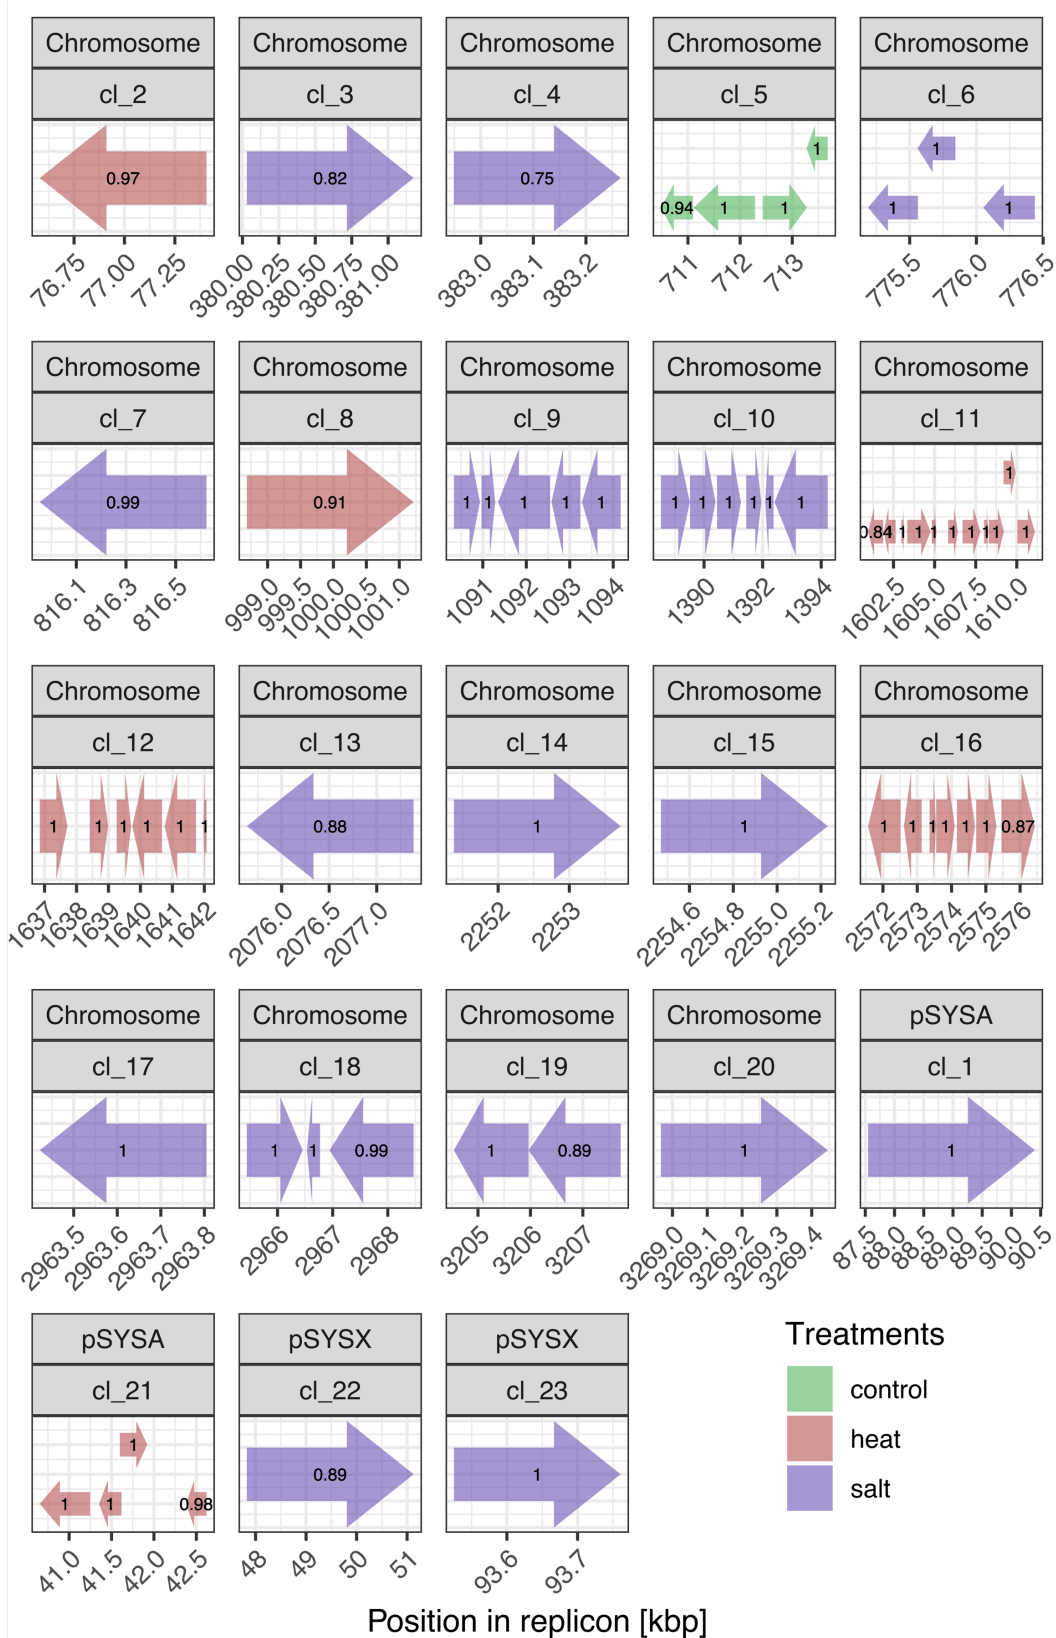 Chromosome Chromosome Chromosome Chromosome Chromosome
cl_2 cl_3 cl_4 cl_5 cl_6
1 1
0.97 0.82 0.75
0.94 1 1 1 1
76.75 77.00 77.25 380.00 380.25 380.50 380.75 381.00 383.0 383.1 383.2 711 712 713 775.5 776.0 776.5
Chromosome Chromosome Chromosome Chromosome Chromosome
cl_7 cl_8 cl_9 cl_10 cl_11
1
0.99 0.91 1 1 1 1 1 1 1 1 1 1 1
0.84 1 1 1 1 1 1 1 1
816.1 816.3 816.5 999.0 999.5 1000.0 1000.5 1001.0 1091 1092 1093 1094 1390 1392 1394 1602.5 1605.0 1607.5 1610.0
Chromosome Chromosome Chromosome Chromosome Chromosome
cl_12 cl_13 cl_14 cl_15 cl_16
1 1 1 1 1 1 0.88 1 1 1 1 1 1 1 1 0.87
1637 1638 1639 1640 1641 1642 2076.0 2076.5 2077.0 2252 2253 2254.6 2254.8 2255.0 2255.2 2572 2573 2574 2575 2576
Chromosome Chromosome Chromosome Chromosome pSYSA
cl_17 cl_18 cl_19 cl_20 cl_1
1 1 1 0.99 1 0.89 1 1
2963.5 2963.6 2963.7 2963.8 2966 2967 2968 3205 3206 3207 3269.0 3269.1 3269.2 3269.3 3269.4 87.5 88.0 88.5 89.0 89.5 90.0 90.5
pSYSA pSYSX pSYSX
cl_21 cl_22 cl_23
1
0.89 1
1 1 0.98
41.0 41.5 42.0 42.5 48 49 50 51 93.6 93.7
Treatments
control
heat
salt
Position in replicon [kbp]